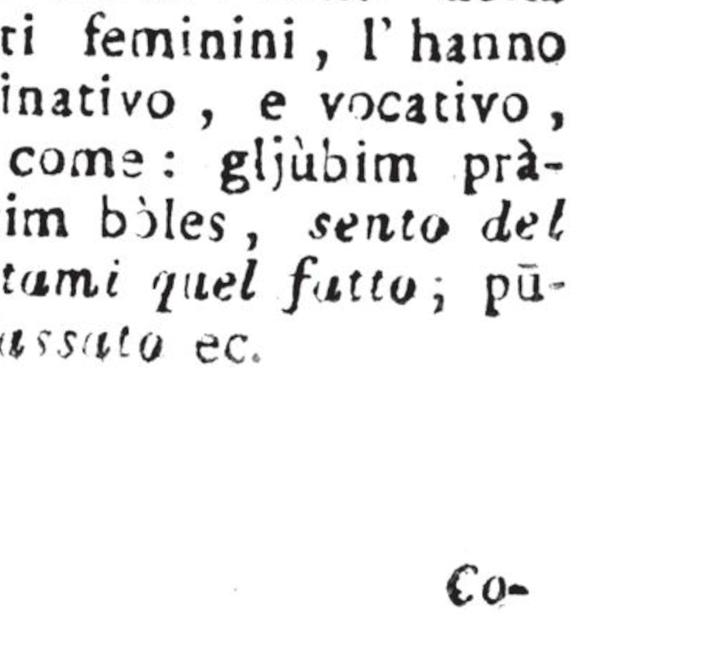 ti feminini, l' hanno
inativo, e vocativo,
come: gljùbim prà-
im bòles, sento del
tami quel fatto; pū-
assato ec.
Co-